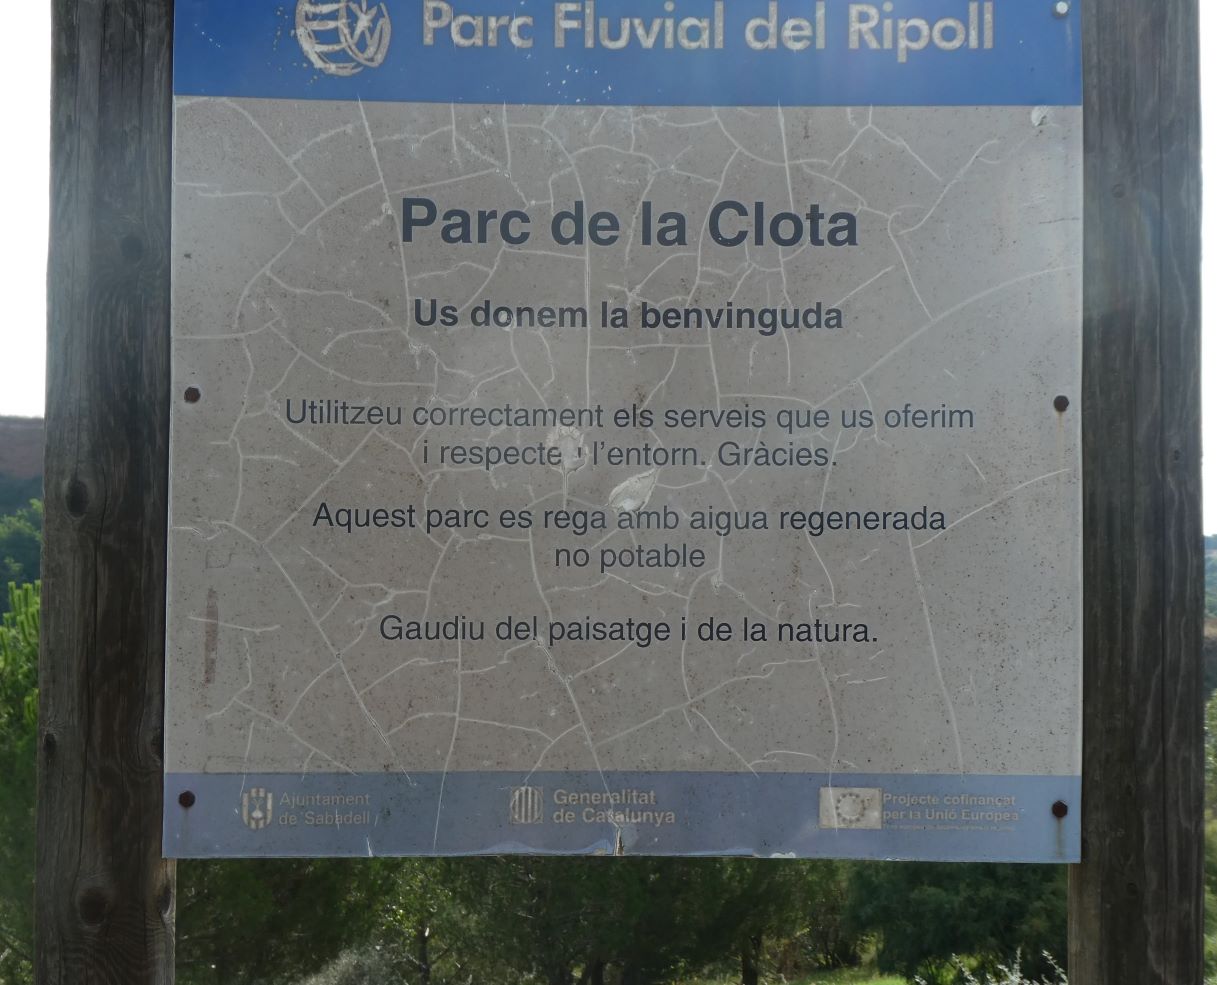 Parc Fluvial del Ripoll
Parc de la Clota
Us donem la benvinguda
Utilitzeu correctament els serveis que us oferim
i respecteu l'entorn. Gràcies.
Aquest parc es rega amb aigua regenerada
no potable
Gaudiu del paisatge i de la natura.
Ajuntament
de Sabadell
Generalitat
de Catalunya
Projecte cofinançat
per la Unió Europea